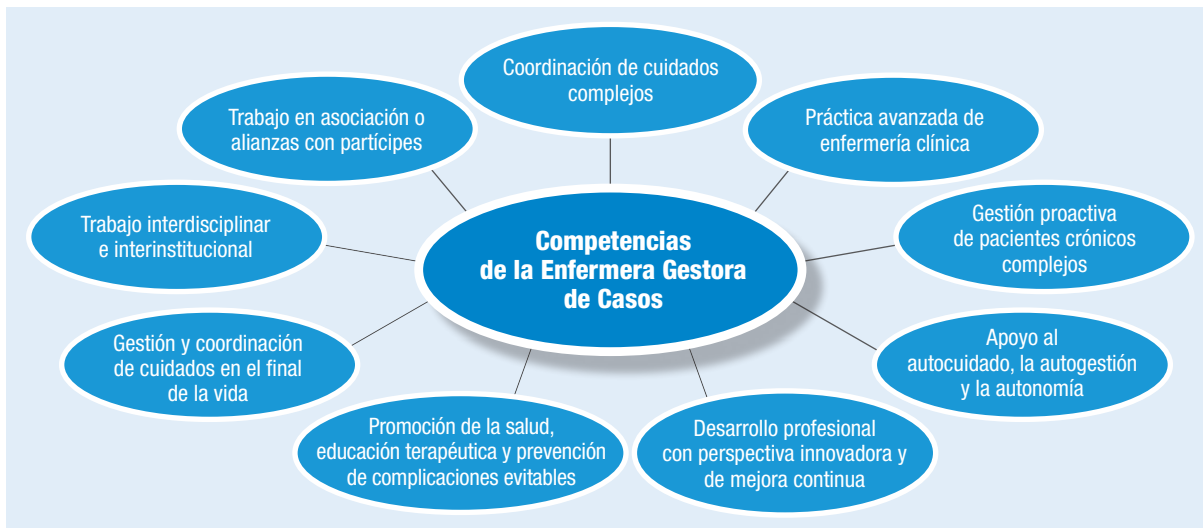 Coordinación de cuidados
complejos
Trabajo en asociación o
alianzas con partícipes
Práctica avanzada de
enfermería clínica
Trabajo interdisciplinar
e interinstitucional
Gestión proactiva
de pacientes crónicos
complejos
Competencias
de la Enfermera Gestora
de Casos
Gestión y coordinación
de cuidados en el final
de la vida
Apoyo al
autocuidado, la autogestión
y la autonomía
Promoción de la salud,
educación terapéutica y prevención
de complicaciones evitables
Desarrollo profesional
con perspectiva innovadora y
de mejora continua